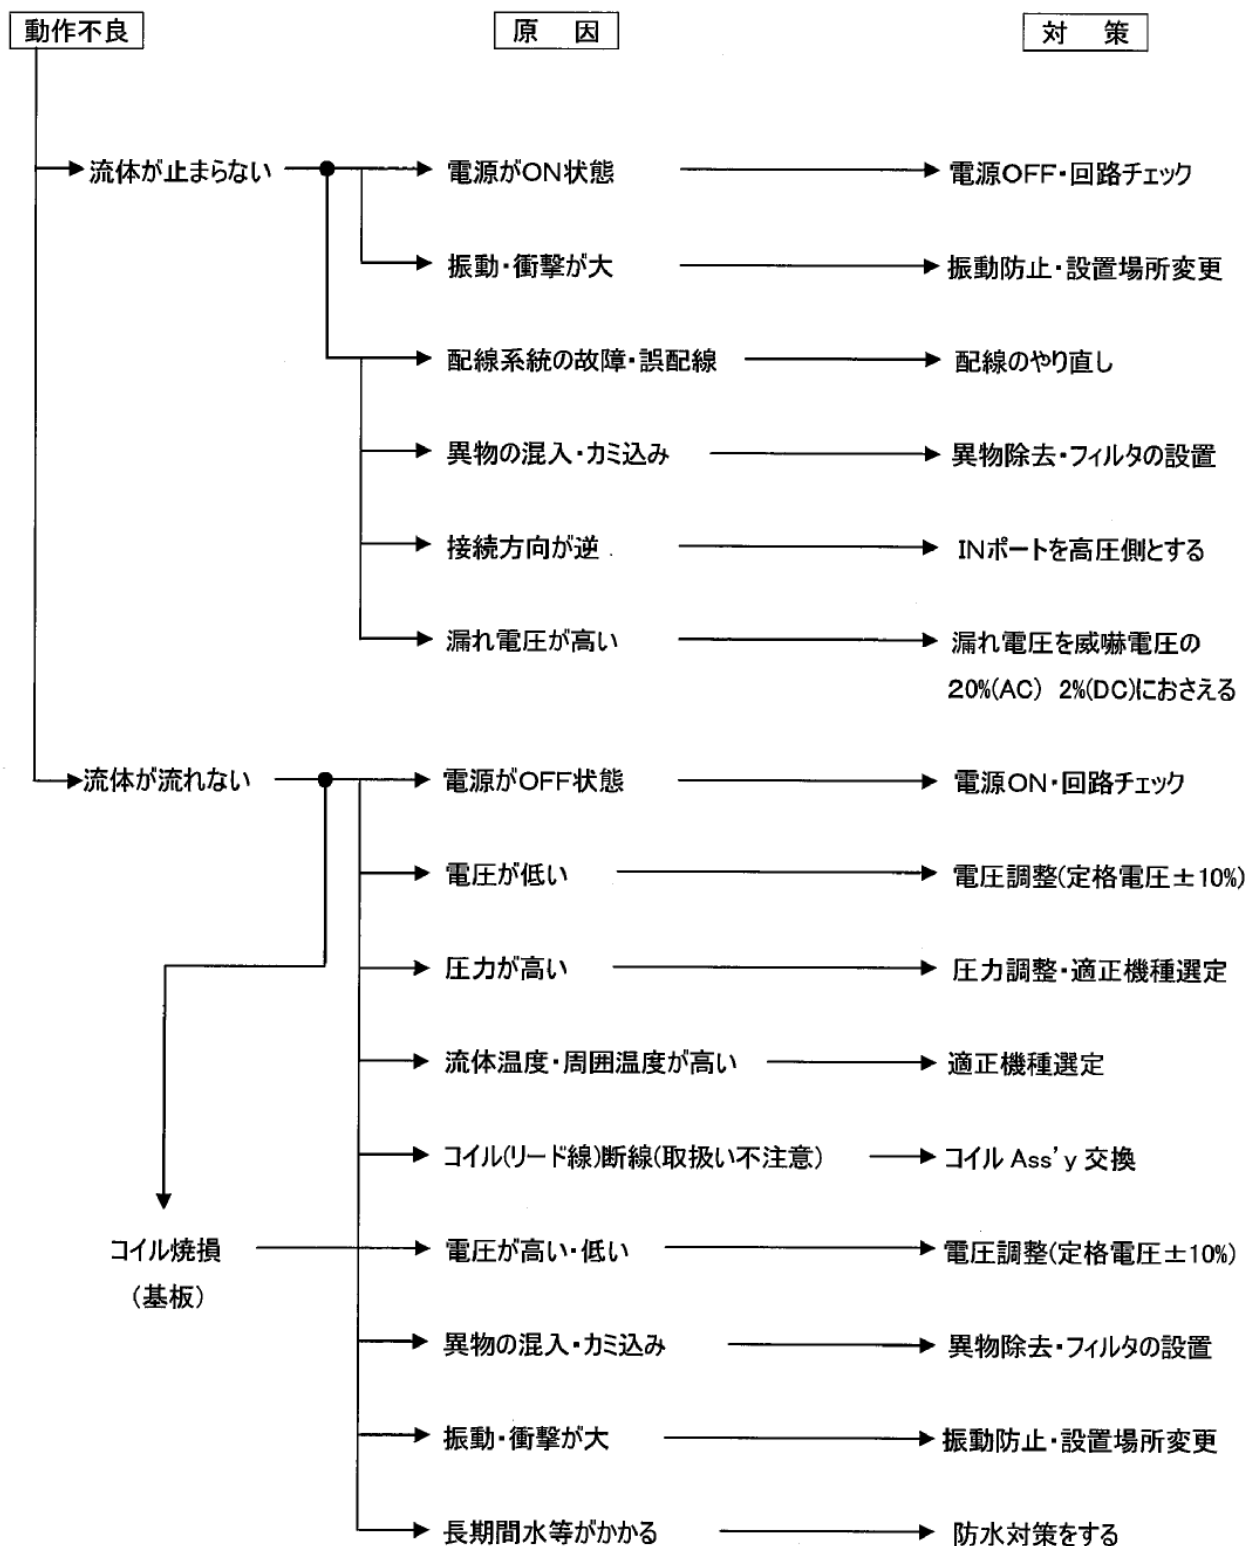 動作不良 原 因 対 策
流体が止まらない 電源がON状態 電源OFF・回路チェック
振動・衝撃が大 振動防止・設置場所変更
配線系統の故障・誤配線 配線のやり直し
異物の混入・カミ込み 異物除去・フィルタの設置
接続方向が逆 INポートを高圧側とする
漏れ電圧が高い 漏れ電圧を威嚇電圧の
20%(AC) 2%(DC)におさえる
流体が流れない 電源がOFF状態 電源ON・回路チェック
電圧が低い 電圧調整(定格電圧±10%)
圧力が高い 圧力調整・適正機種選定
流体温度・周囲温度が高い 適正機種選定
コイル(リード線)断線(取扱い不注意) コイル Ass'y 交換
コイル焼損 電圧が高い・低い 電圧調整(定格電圧±10%)
(基板)
異物の混入・カミ込み 異物除去・フィルタの設置
振動・衝撃が大 振動防止・設置場所変更
長期間水等がかかる 防水対策をする